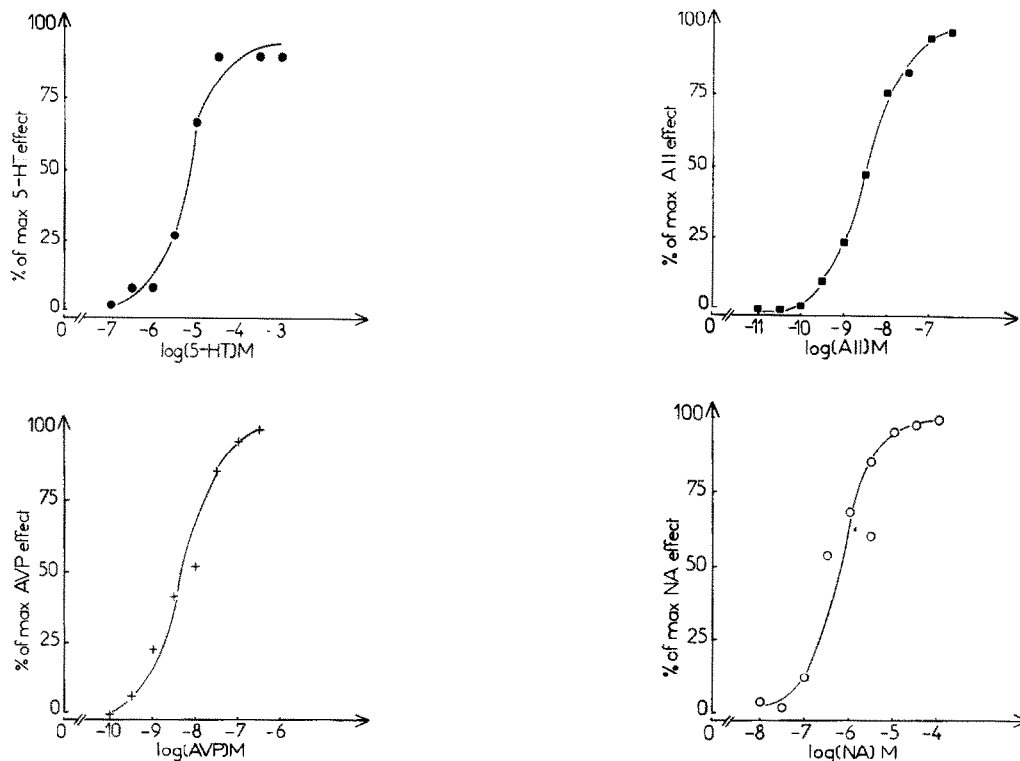 100
75
50
25
0
% of max 5-HT effect
0 -7 -6 -5 -4 -3
log(5-HT)M
100
75
50
25
0
% of max AII effect
0 -11 -10 -9 -8 -7
log(AII)M
100
75
50
25
0
% of max AVP effect
0 -10 -9 -8 -7 -6
log(AVP)M
100
75
50
25
0
% of max NA effect
0 -8 -7 -6 -5 -4
log(NA) M